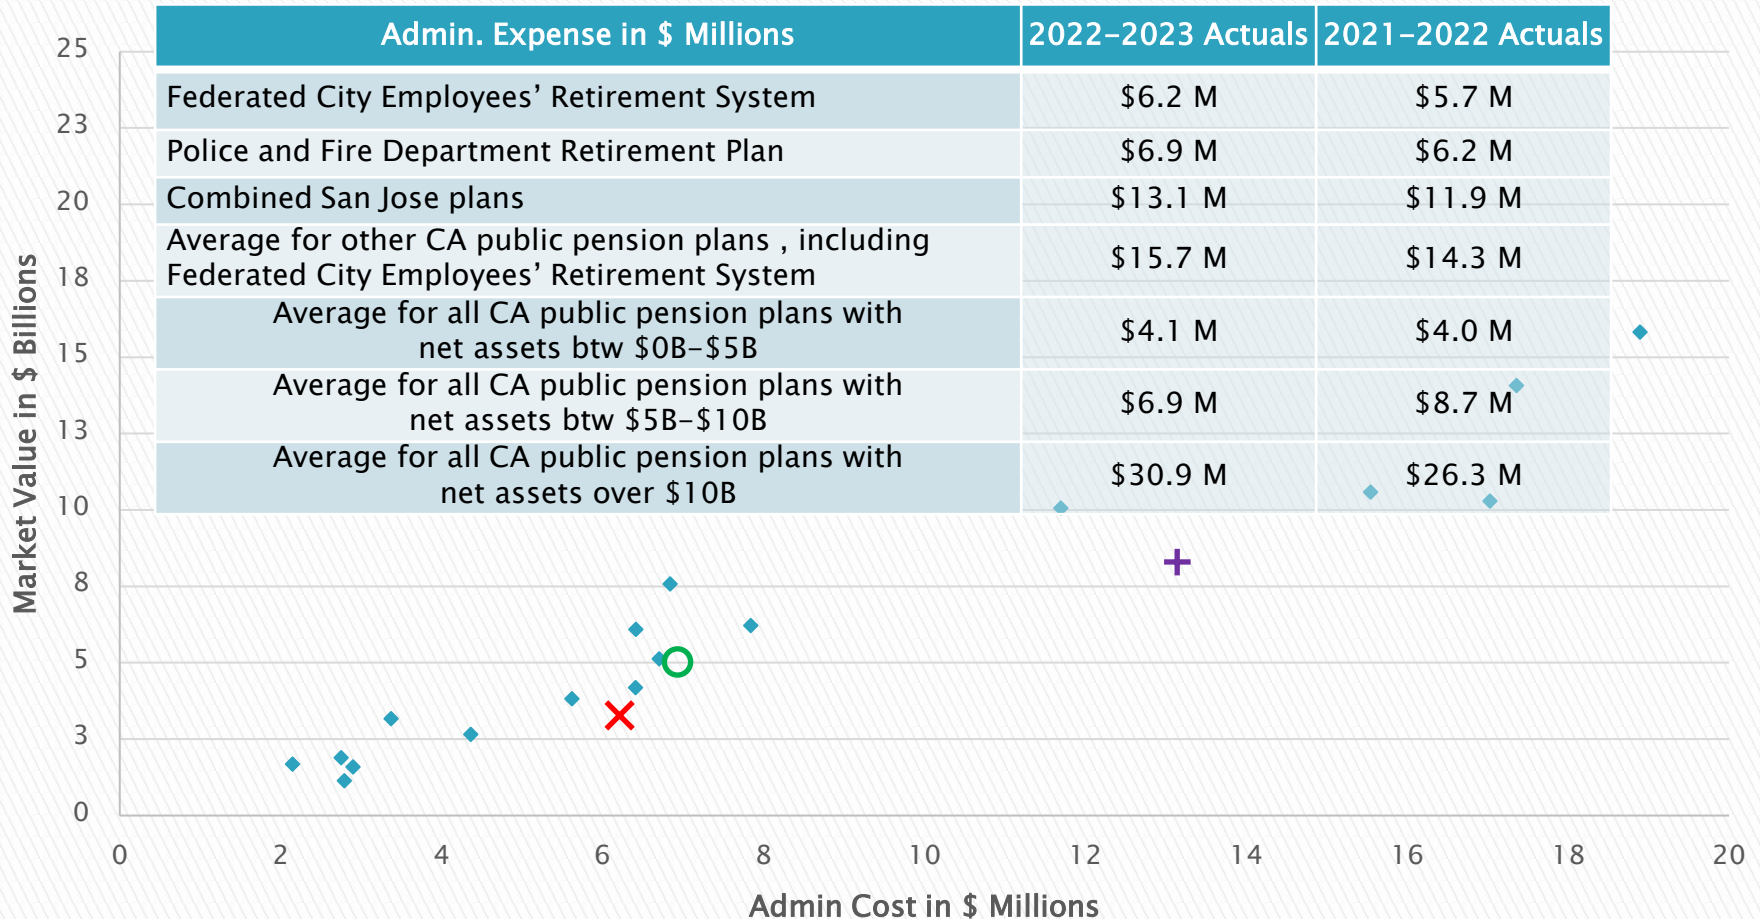 Admin. Expense in $ Millions 2022-2023 Actuals 2021-2022 Actuals
Federated City Employees’ Retirement System $6.2 M $5.7 M
Police and Fire Department Retirement Plan $6.9 M $6.2 M
Combined San Jose plans $13.1 M $11.9 M
Average for other CA public pension plans , including
Federated City Employees’ Retirement System $15.7 M $14.3 M
Average for all CA public pension plans with
net assets btw $0B-$5B $4.1 M $4.0 M
Average for all CA public pension plans with
net assets btw $5B-$10B $6.9 M $8.7 M
Average for all CA public pension plans with
net assets over $10B $30.9 M $26.3 M
Market Value in $ Billions
25
23
20
18
15
13
10
8
5
3
0
0 2 4 6 8 10 12 14 16 18 20
Admin Cost in $ Millions